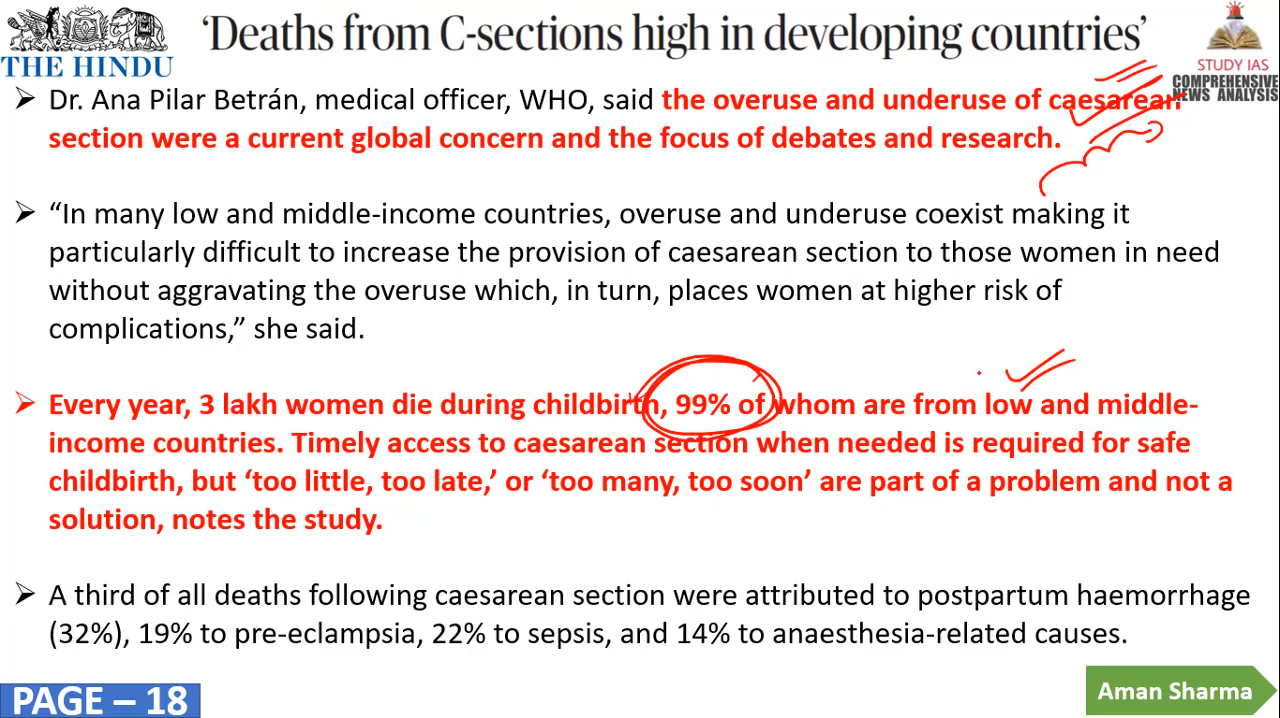 ‘Deaths from C-sections high in developing countries’
THE HINDU
STUDY IAS
COMPREHENSIVE
NEWS ANALYSIS
➢ Dr. Ana Pilar Betrán, medical officer, WHO, said the overuse and underuse of caesarean
section were a current global concern and the focus of debates and research.
➢ “In many low and middle-income countries, overuse and underuse coexist making it
particularly difficult to increase the provision of caesarean section to those women in need
without aggravating the overuse which, in turn, places women at higher risk of
complications,” she said.
➢ Every year, 3 lakh women die during childbirth, 99% of whom are from low and middle-
income countries. Timely access to caesarean section when needed is required for safe
childbirth, but ‘too little, too late,’ or ‘too many, too soon’ are part of a problem and not a
solution, notes the study.
➢ A third of all deaths following caesarean section were attributed to postpartum haemorrhage
(32%), 19% to pre-eclampsia, 22% to sepsis, and 14% to anaesthesia-related causes.
PAGE – 18
Aman Sharma